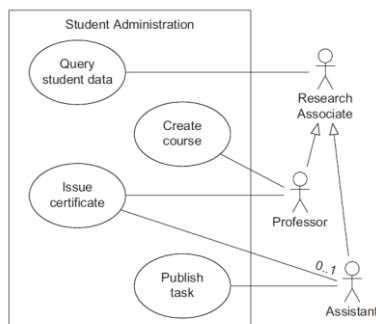 Student Administration
Query
student data
Research
Associate
Create
course
Issue
certificate
Professor
0..1
Publish
task
Assistant